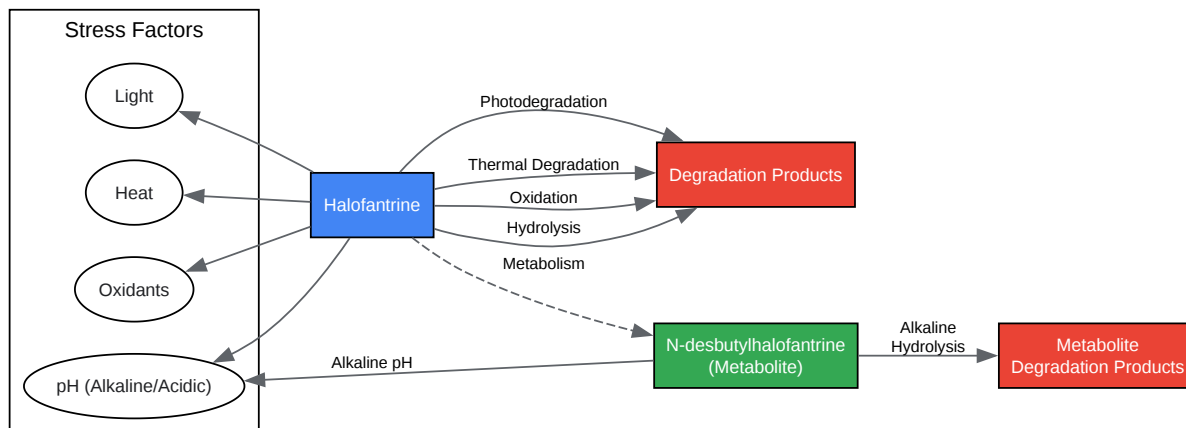 Stress Factors
Light
Heat
Oxidants
pH (Alkaline/Acidic)
Halofantrine
Photodegradation
Thermal Degradation
Oxidation
Hydrolysis
Metabolism
Degradation Products
Alkaline pH
N-desbutylhalofantrine
(Metabolite)
Alkaline
Hydrolysis
Metabolite
Degradation Products